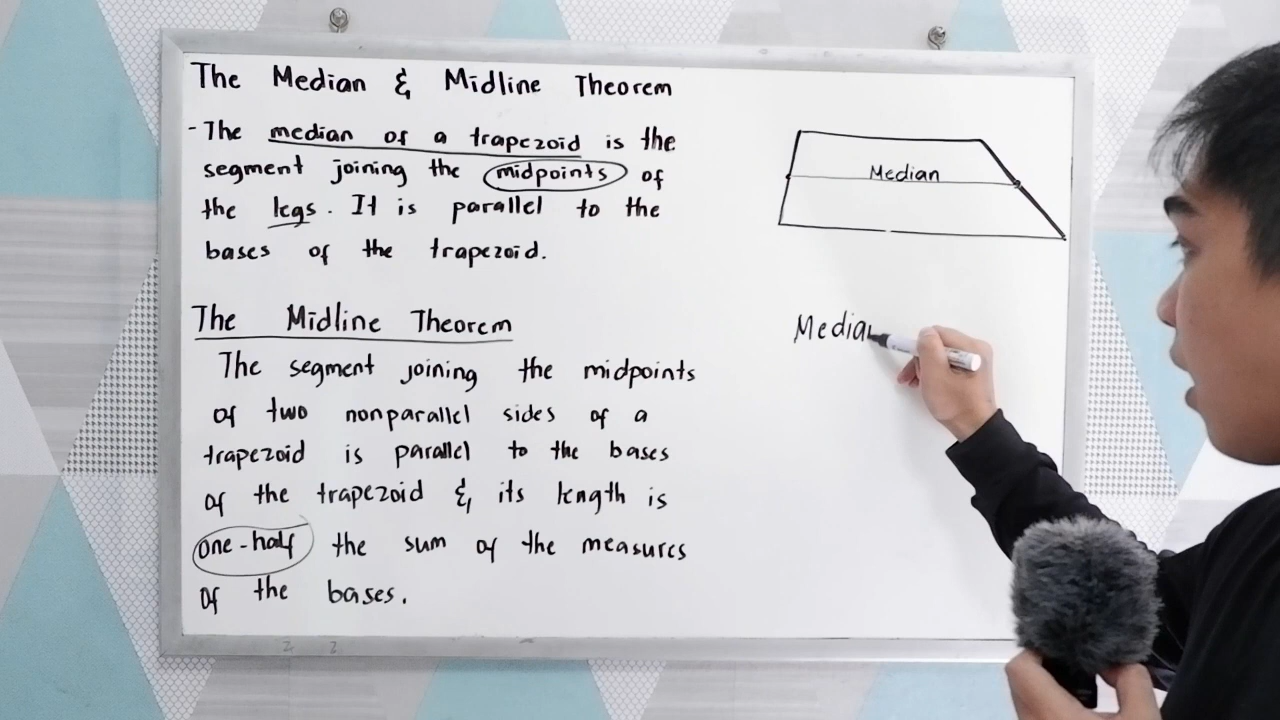 The Median & Midline Theorem
- The median of a trapezoid is the
segment joining the midpoints of
the legs. It is parallel to the
bases of the trapezoid.
The Midline Theorem
The segment joining the midpoints
of two nonparallel sides of a
trapezoid is parallel to the bases
of the trapezoid & its length is
one-half the sum of the measures
of the bases.
Median
Median